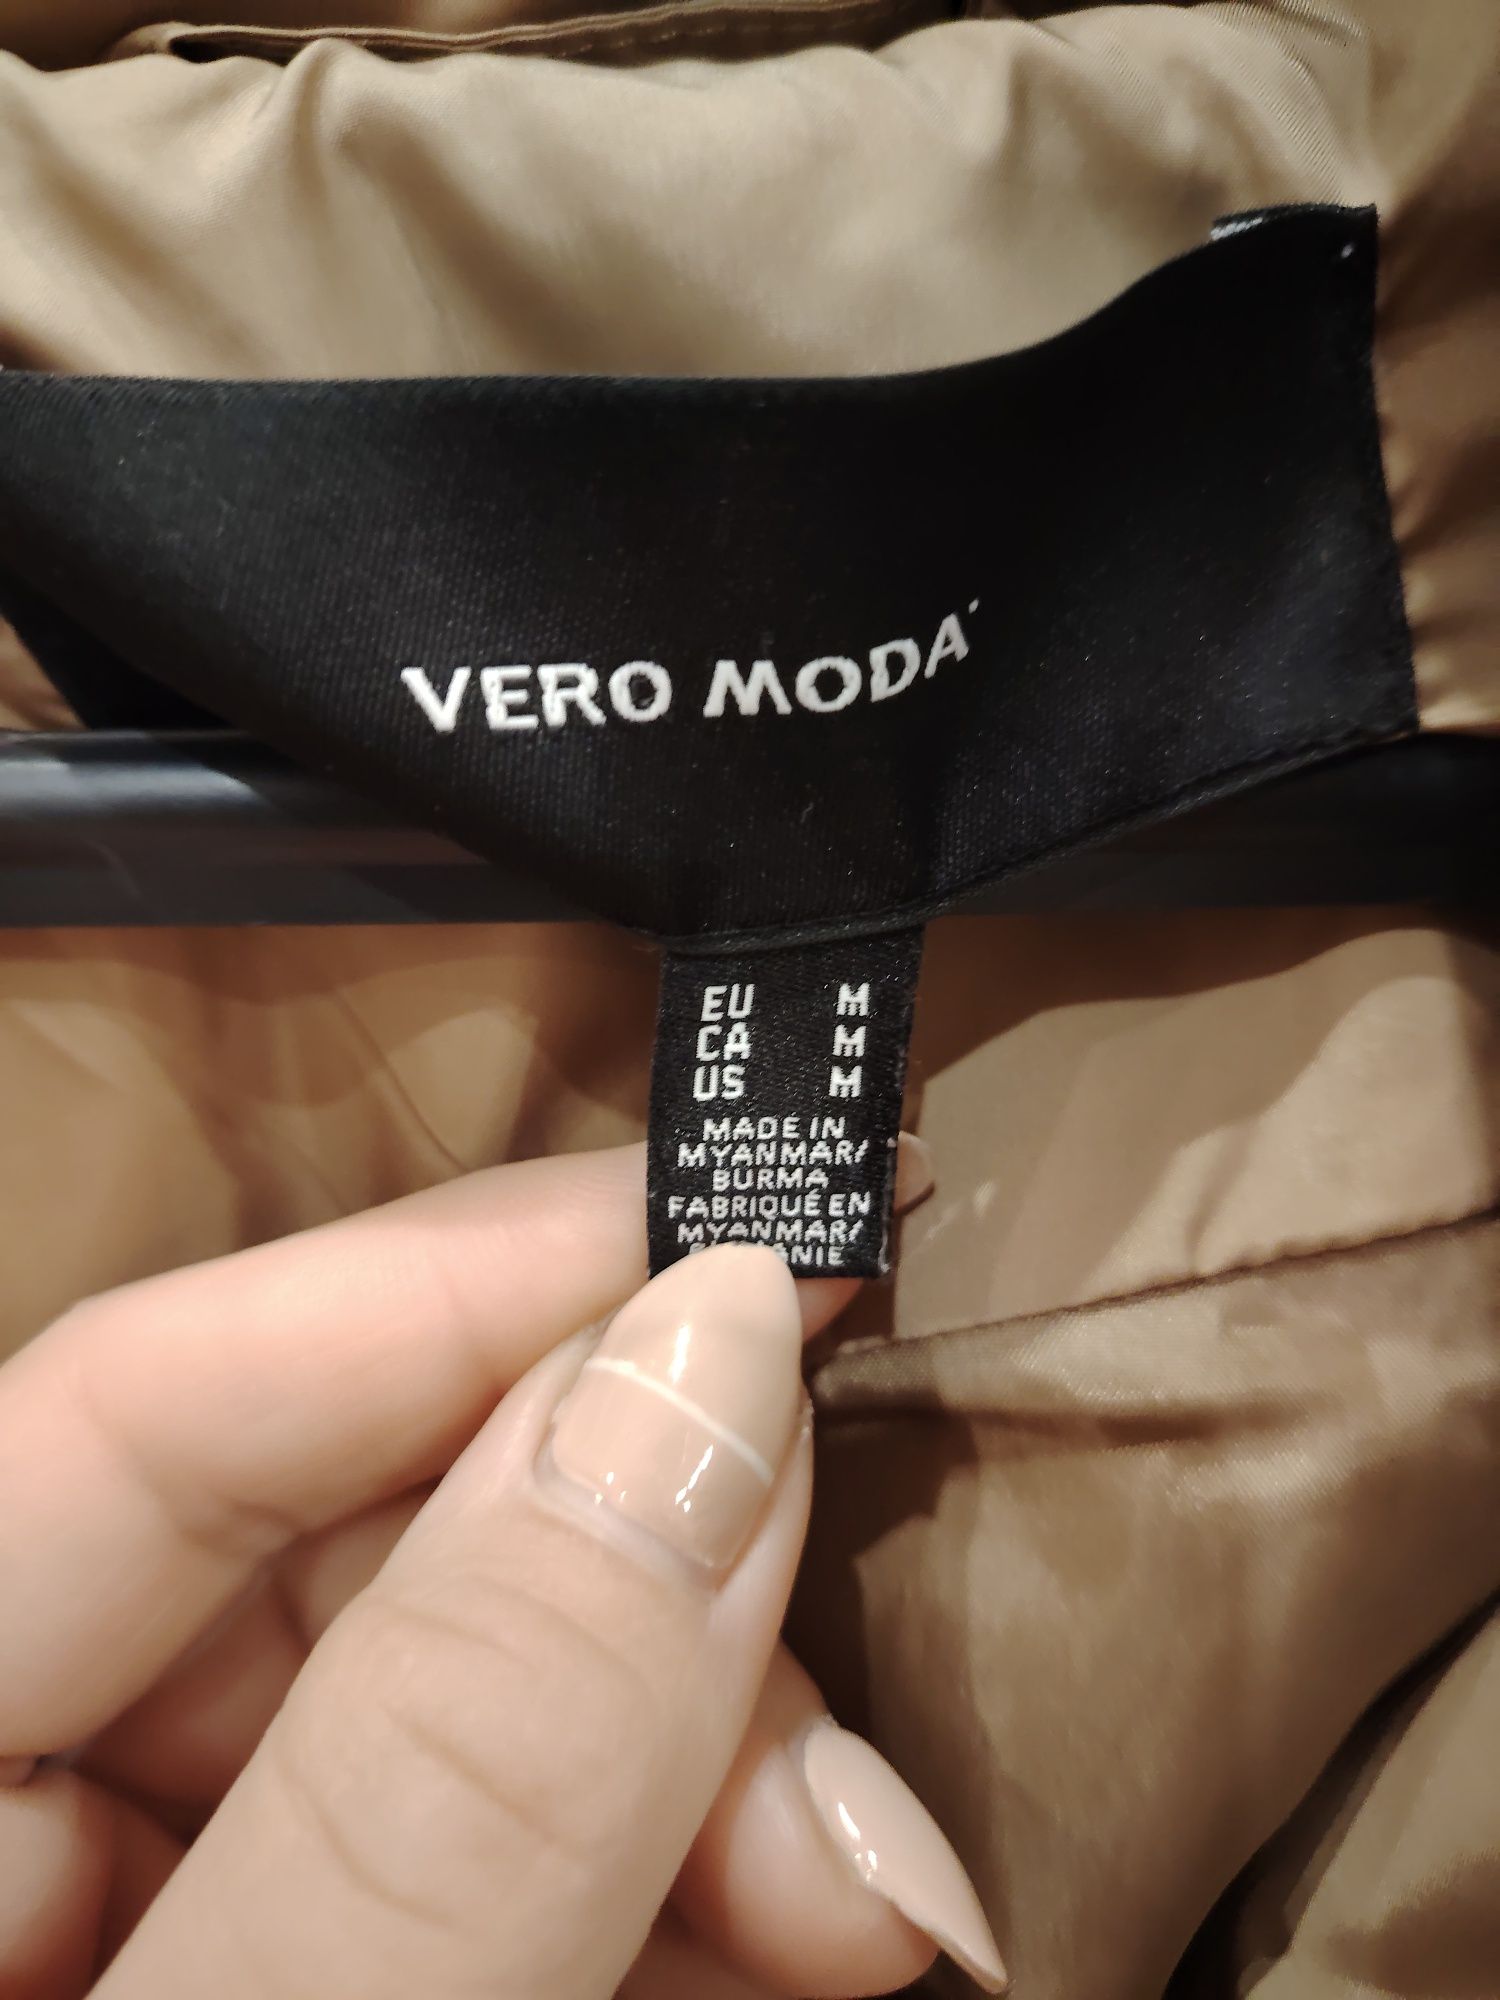 VERO MODA
EU M
CA M
US M
MADE IN
MYANMAR/
BURMA
FABRIQUÉ EN
MYANMAR/